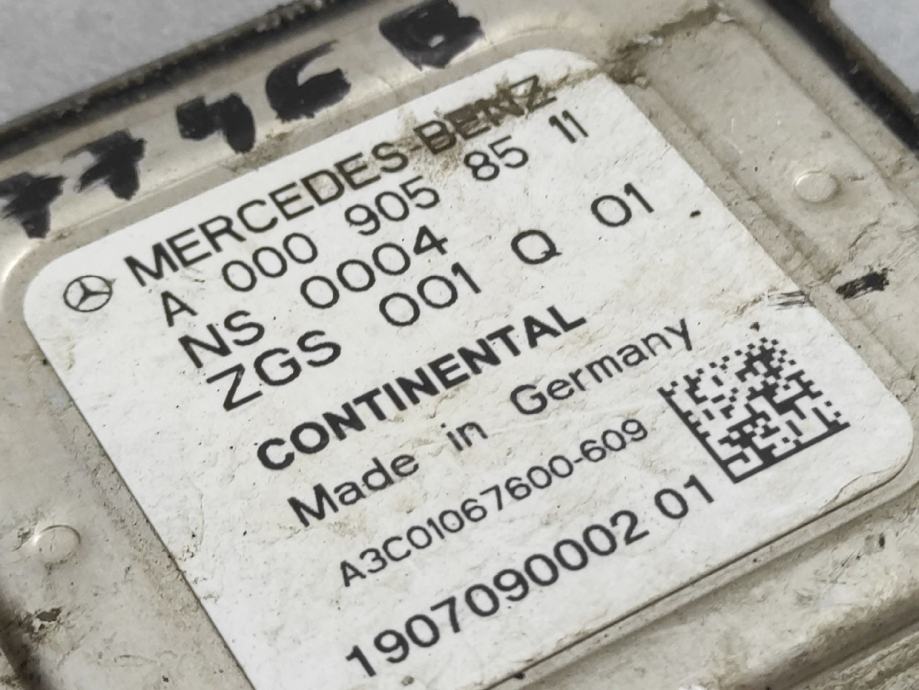 7746B
MERCEDES-BENZ
A 000 905 85 11
NS 0004
ZGS 001 Q 01
CONTINENTAL
Made in Germany
A3C01067600-609
1907090002 01